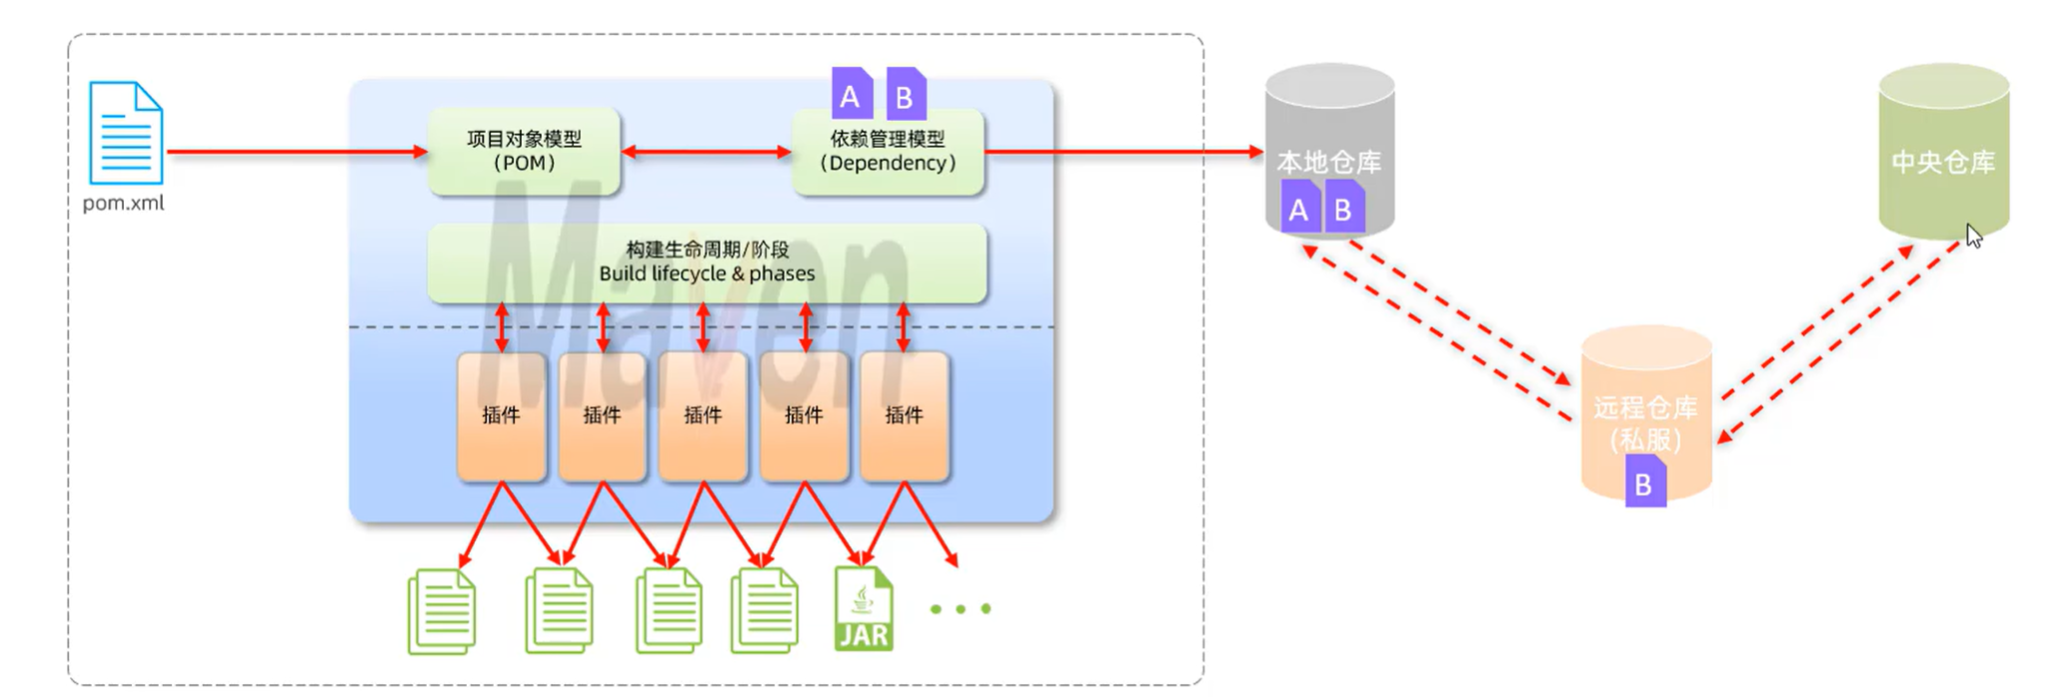 pom.xml
项目对象模型
（POM）
A B
依赖管理模型
（Dependency）
构建生命周期/阶段
Build lifecycle & phases
Maven
插件
插件
插件
插件
插件
JAR
本地仓库
A B
中央仓库
远程仓库
(私服)
B